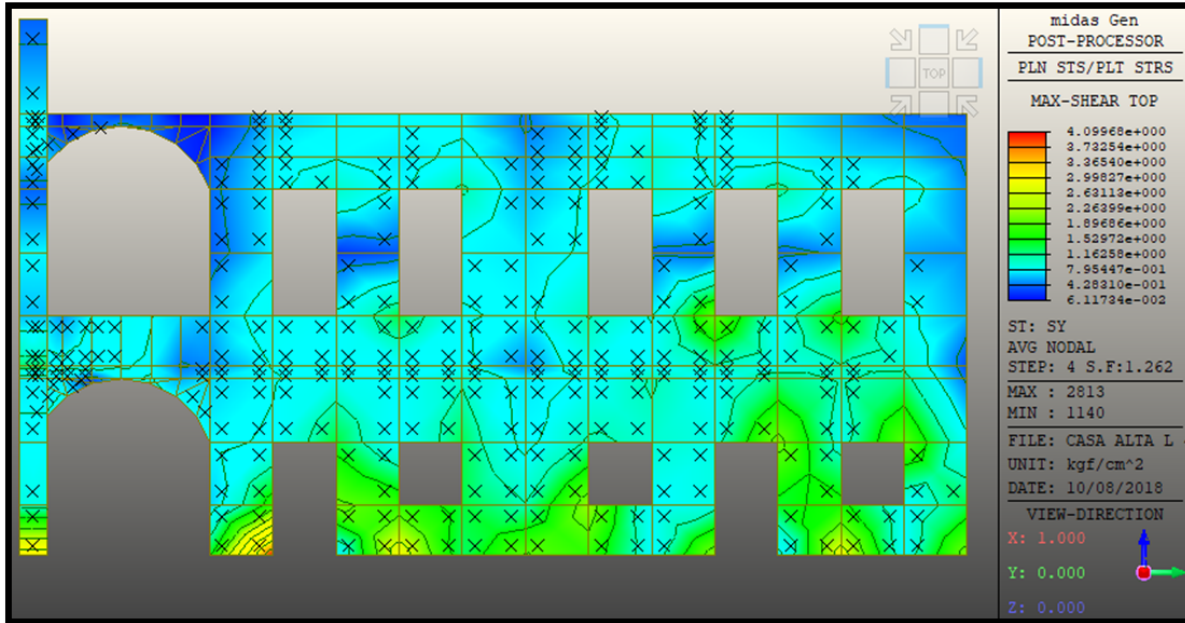 midas Gen
POST-PROCESSOR
PLN STS/PLT STRS
MAX-SHEAR TOP
4.09968e+000
3.73254e+000
3.36540e+000
2.99827e+000
2.63113e+000
2.26399e+000
1.89686e+000
1.52972e+000
1.16258e+000
7.95447e-001
4.28310e-001
6.11734e-002
ST: SY
AVG NODAL
STEP: 4 S.F:1.262
MAX : 2813
MIN : 1140
FILE: CASA ALTA L
UNIT: kgf/cm^2
DATE: 10/08/2018
VIEW-DIRECTION
X: 1.000
Y: 0.000
Z: 0.000
TOP